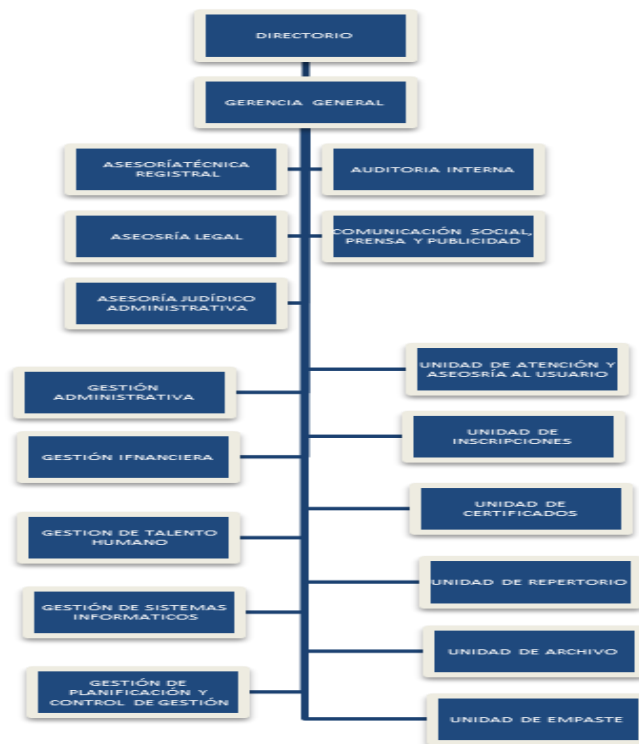 DIRECTORIO
GERENCIA GENERAL
ASESORÍATÉCNICA
REGISTRAL
AUDITORIA INTERNA
ASEOSRÍA LEGAL
COMUNICACIÓN SOCIAL,
PRENSA Y PUBLICIDAD
ASESORÍA JUDÍDICO
ADMINISTRATIVA
UNIDAD DE ATENCIÓN Y
ASEOSRÍA AL USUARIO
GESTIÓN
ADMINISTRATIVA
UNIDAD DE
INSCRIPCIONES
GESTIÓN IFNANCIERA
UNIDAD DE
CERTIFICADOS
GESTION DE TALENTO
HUMANO
UNIDAD DE REPERTORIO
GESTIÓN DE SISTEMAS
INFORMATICOS
UNIDAD DE ARCHIVO
GESTIÓN DE
PLANIFICACIÓN Y
CONTROL DE GESTIÓN
UNIDAD DE EMPASTE